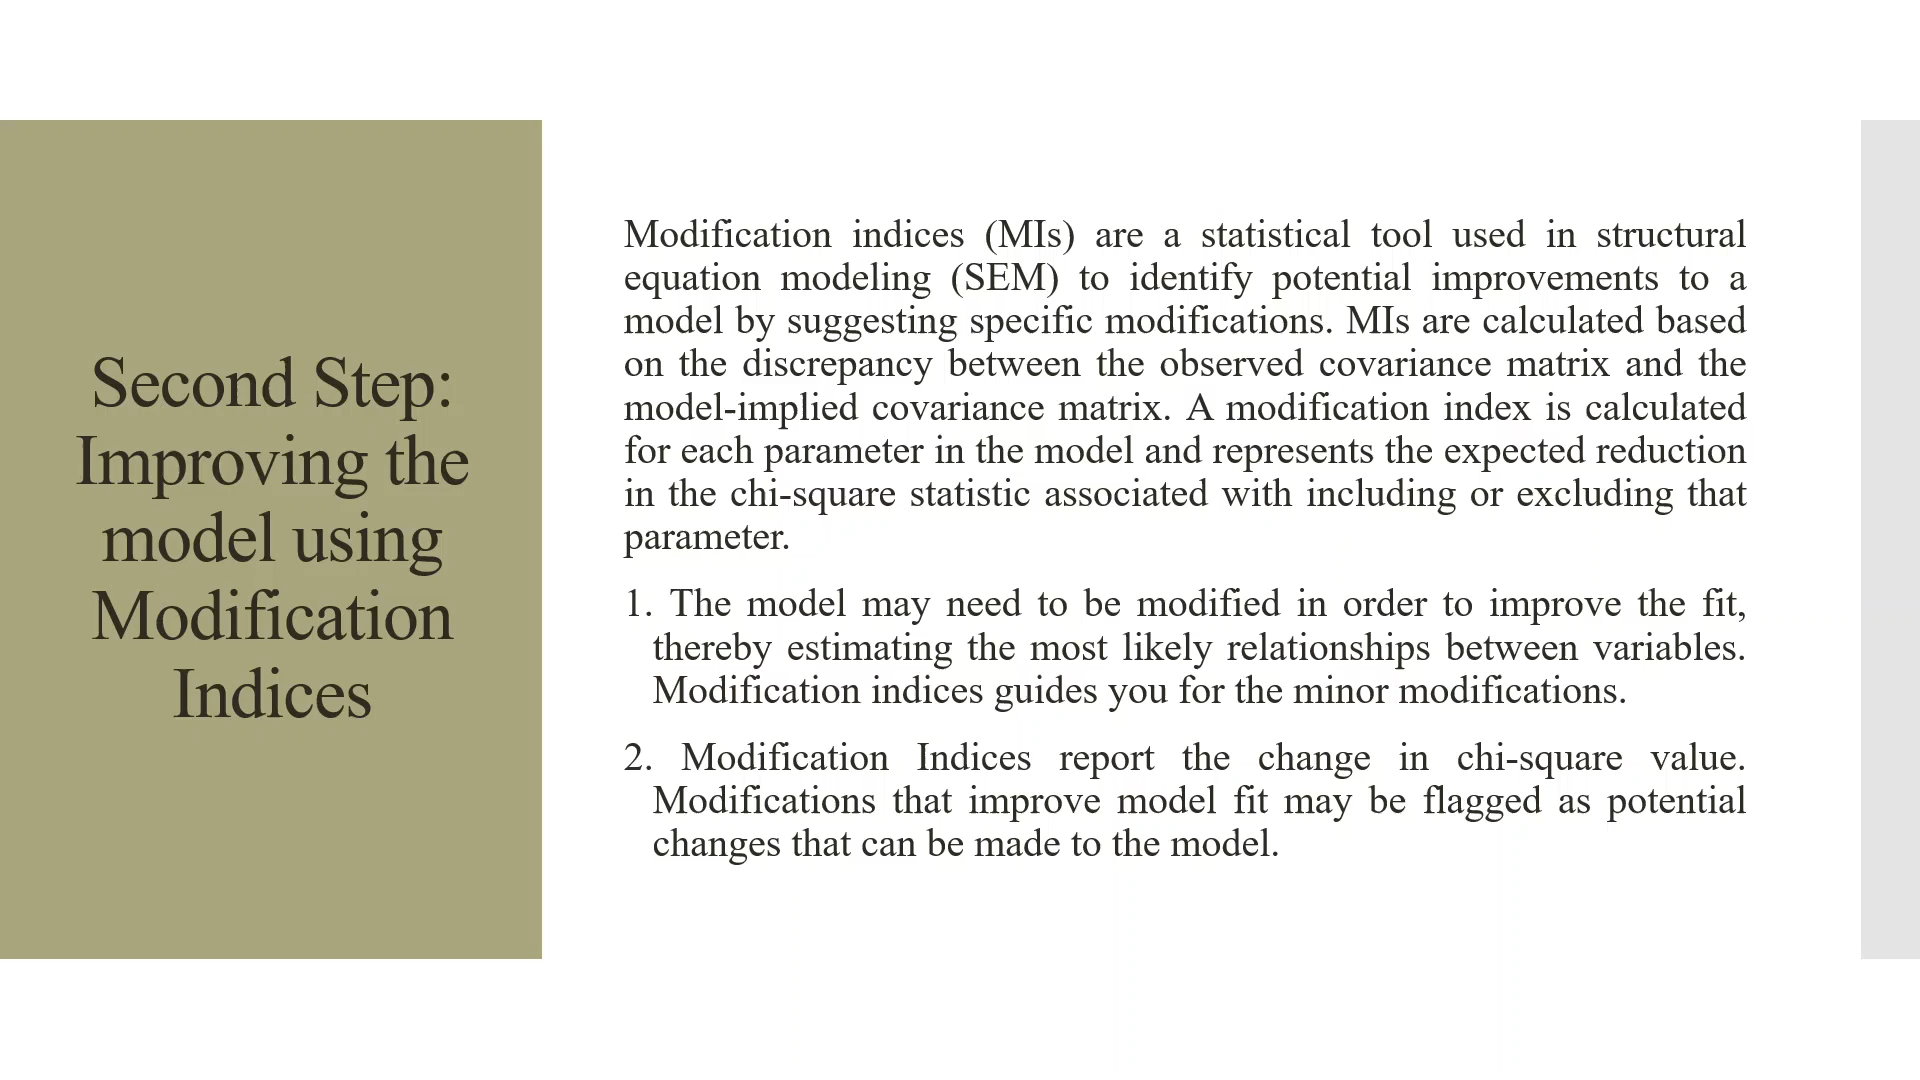 Second Step:
Improving the
model using
Modification
Indices
Modification indices (MIs) are a statistical tool used in structural
equation modeling (SEM) to identify potential improvements to a
model by suggesting specific modifications. MIs are calculated based
on the discrepancy between the observed covariance matrix and the
model-implied covariance matrix. A modification index is calculated
for each parameter in the model and represents the expected reduction
in the chi-square statistic associated with including or excluding that
parameter.
1. The model may need to be modified in order to improve the fit,
thereby estimating the most likely relationships between variables.
Modification indices guides you for the minor modifications.
2. Modification Indices report the change in chi-square value.
Modifications that improve model fit may be flagged as potential
changes that can be made to the model.